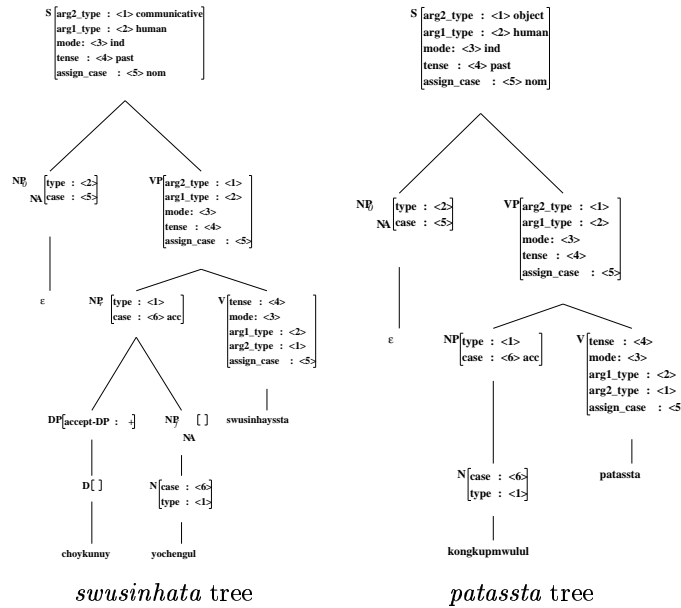 S arg2_type : <1> communicative
arg1_type : <2> human
mode: <3> ind
tense : <4> past
assign_case : <5> nom
NP0 type : <2>
NA case : <5>
VP arg2_type : <1>
arg1_type : <2>
mode: <3>
tense : <4>
assign_case : <5>
ε
NP type : <1>
case : <6> acc
V tense : <4>
mode: <3>
arg1_type : <2>
arg2_type : <1>
assign_case : <5>
DP accept-DP : +
NP [ ]
NA
swusinhayssta
D [ ]
N case : <6>
type : <1>
choykunuy
yochengul
swusinhata tree
S arg2_type : <1> object
arg1_type : <2> human
mode: <3> ind
tense : <4> past
assign_case : <5> nom
NP0 type : <2>
NA case : <5>
VP arg2_type : <1>
arg1_type : <2>
mode: <3>
tense : <4>
assign_case : <5>
ε
NP type : <1>
case : <6> acc
V tense : <4>
mode: <3>
arg1_type : <2>
arg2_type : <1>
assign_case : <5
N case : <6>
type : <1>
patassta
kongkupmwulul
patassta tree